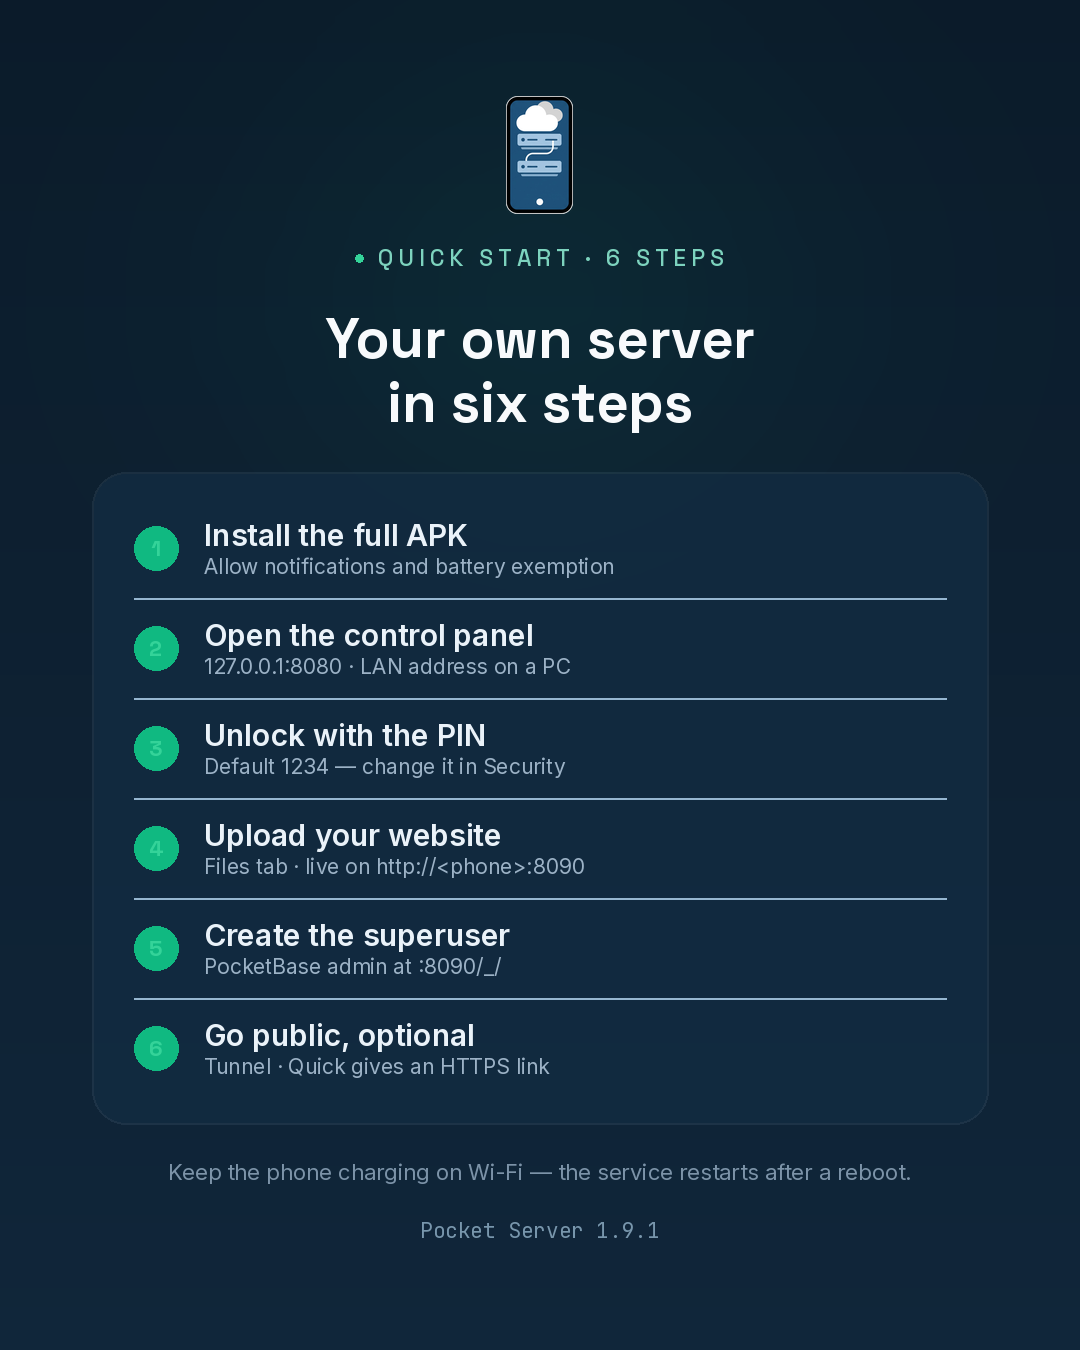 QUICK START · 6 STEPS
Your own server
in six steps
1
Install the full APK
Allow notifications and battery exemption
2
Open the control panel
127.0.0.1:8080 · LAN address on a PC
3
Unlock with the PIN
Default 1234 — change it in Security
4
Upload your website
Files tab · live on http://<phone>:8090
5
Create the superuser
PocketBase admin at :8090/_/
6
Go public, optional
Tunnel · Quick gives an HTTPS link
Keep the phone charging on Wi-Fi — the service restarts after a reboot.
Pocket Server 1.9.1